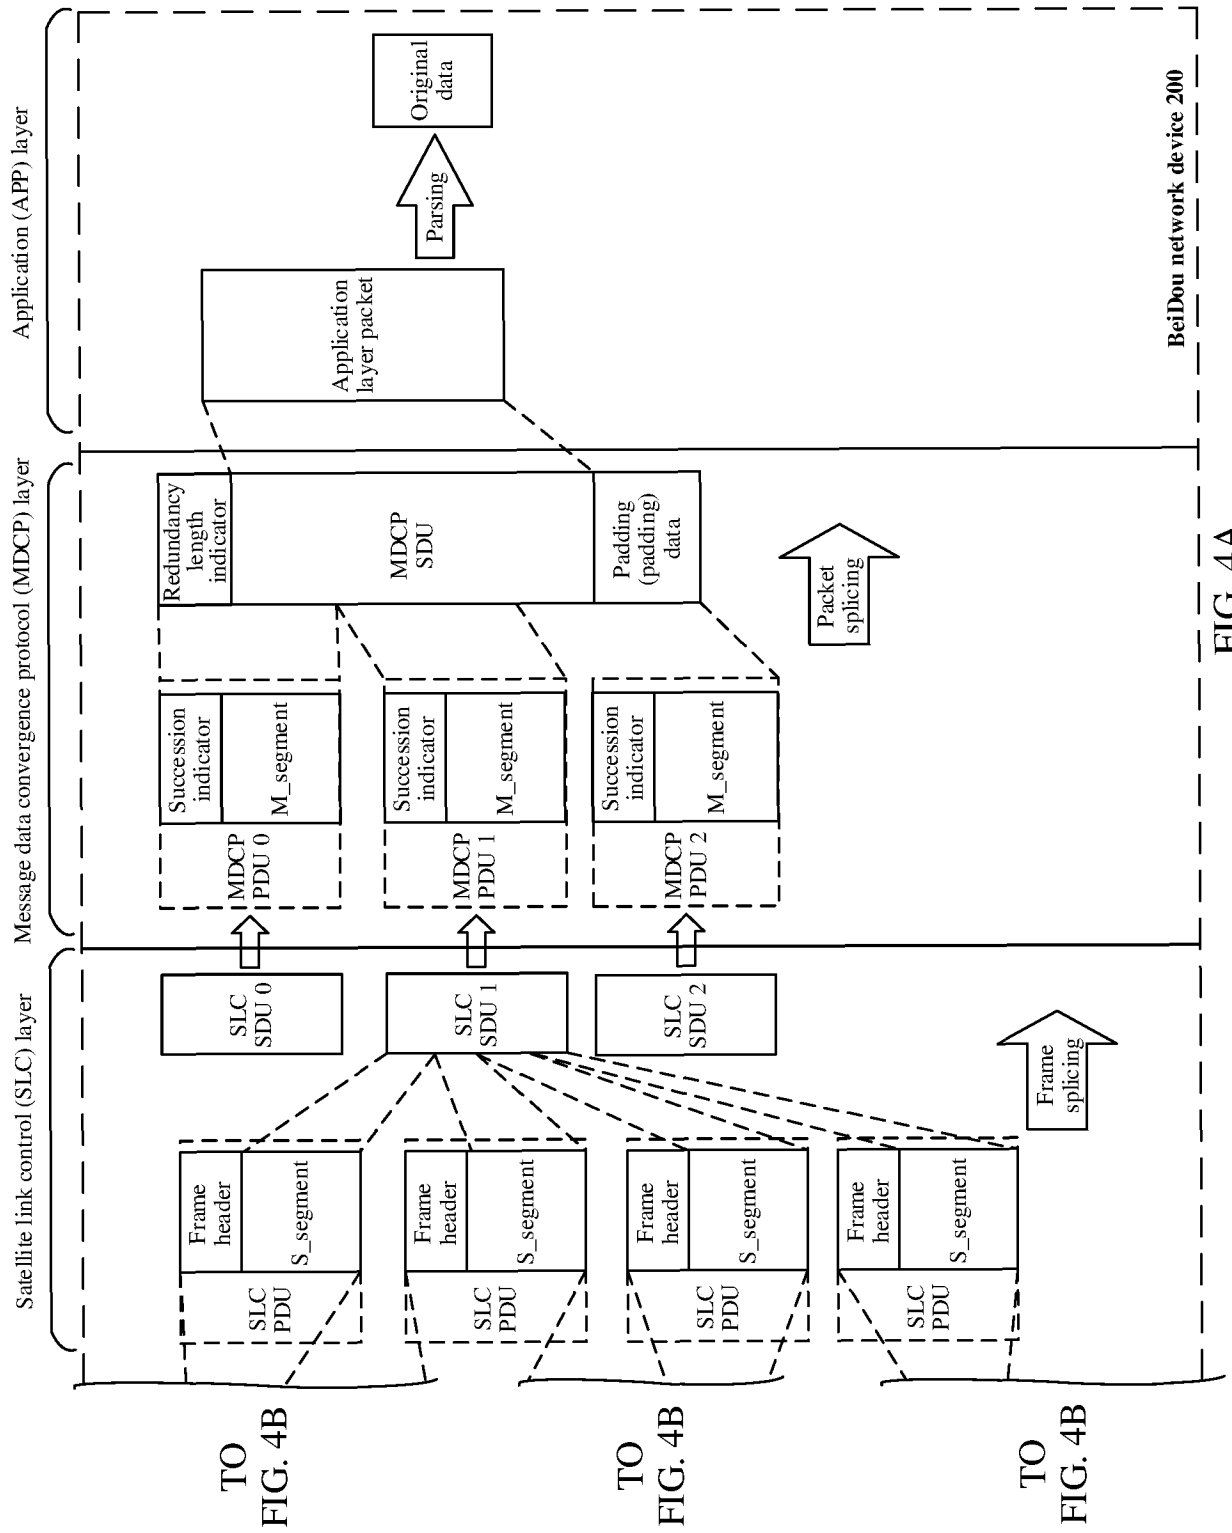 Satellite link control (SLC) layer
Message data convergence protocol (MDCP) layer
Application (APP) layer
TO
FIG. 4B
SLC
PDU
Frame
header
S_segment
SLC
SDU 0
MDCP
PDU 0
Succession
indicator
M_segment
Redundancy
length
indicator
Application
layer packet
Parsing
Original
data
SLC
PDU
Frame
header
S_segment
SLC
SDU 1
MDCP
PDU 1
Succession
indicator
M_segment
MDCP
SDU
TO
FIG. 4B
SLC
PDU
Frame
header
S_segment
SLC
SDU 2
MDCP
PDU 2
Succession
indicator
M_segment
Padding
(padding)
data
SLC
PDU
Frame
header
S_segment
TO
FIG. 4B
Frame
splicing
Packet
splicing
BeiDou network device 200
FIG. 4A